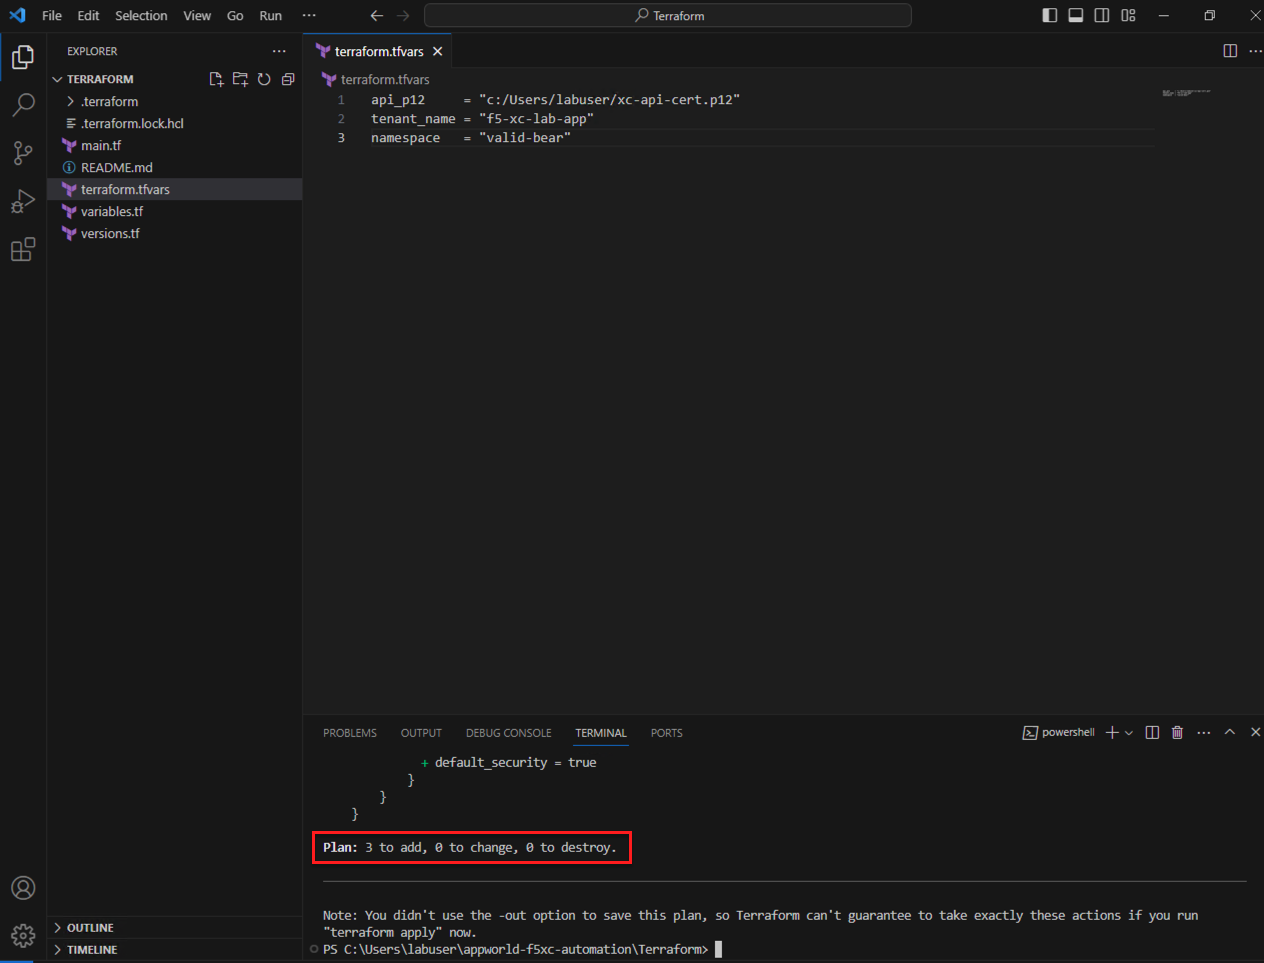 File Edit Selection View Go Run ···
Terraform
EXPLORER
TERRAFORM
.terraform
.terraform.lock.hcl
main.tf
README.md
terraform.tfvars
variables.tf
versions.tf
OUTLINE
TIMELINE
terraform.tfvars
terraform.tfvars
1 api_p12     = "c:/Users/labuser/xc-api-cert.p12"
2 tenant_name = "f5-xc-lab-app"
3 namespace   = "valid-bear"
PROBLEMS OUTPUT DEBUG CONSOLE TERMINAL PORTS
powershell
+ default_security = true
}
}
}
Plan: 3 to add, 0 to change, 0 to destroy.
Note: You didn't use the -out option to save this plan, so Terraform can't guarantee to take exactly these actions if you run
"terraform apply" now.
PS C:\Users\labuser\appworld-f5xc-automation\Terraform>